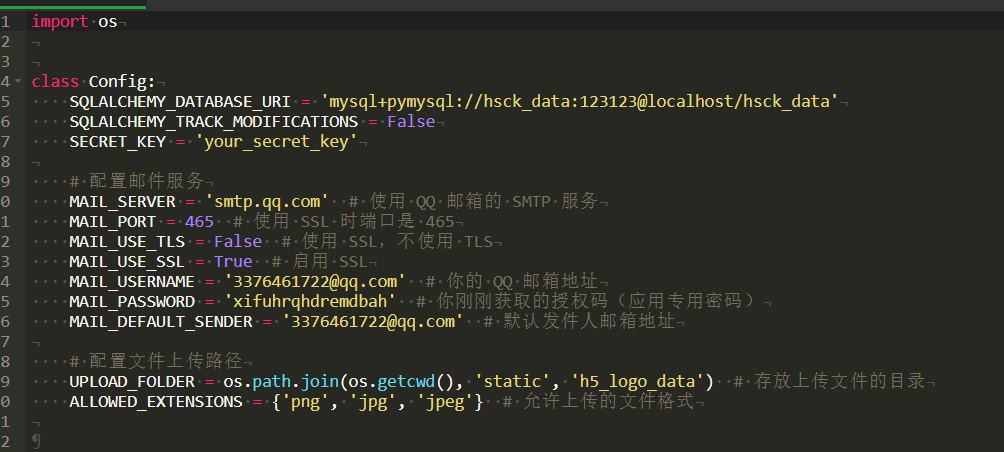 1 import os
2
3
4 class Config:
5     SQLALCHEMY_DATABASE_URI = 'mysql+pymysql://hsck_data:123123@localhost/hsck_data'
6     SQLALCHEMY_TRACK_MODIFICATIONS = False
7     SECRET_KEY = 'your_secret_key'
8
9     # 配置邮件服务
0     MAIL_SERVER = 'smtp.qq.com'  # 使用 QQ 邮箱的 SMTP 服务
1     MAIL_PORT = 465  # 使用 SSL 时端口是 465
2     MAIL_USE_TLS = False  # 使用 SSL，不使用 TLS
3     MAIL_USE_SSL = True  # 启用 SSL
4     MAIL_USERNAME = '3376461722@qq.com'  # 你的 QQ 邮箱地址
5     MAIL_PASSWORD = 'xifuhrqhdremdbah'  # 你刚刚获取的授权码（应用专用密码）
6     MAIL_DEFAULT_SENDER = '3376461722@qq.com'  # 默认发件人邮箱地址
7
8     # 配置文件上传路径
9     UPLOAD_FOLDER = os.path.join(os.getcwd(), 'static', 'h5_logo_data')  # 存放上传文件的目录
0     ALLOWED_EXTENSIONS = {'png', 'jpg', 'jpeg'}  # 允许上传的文件格式
1
2